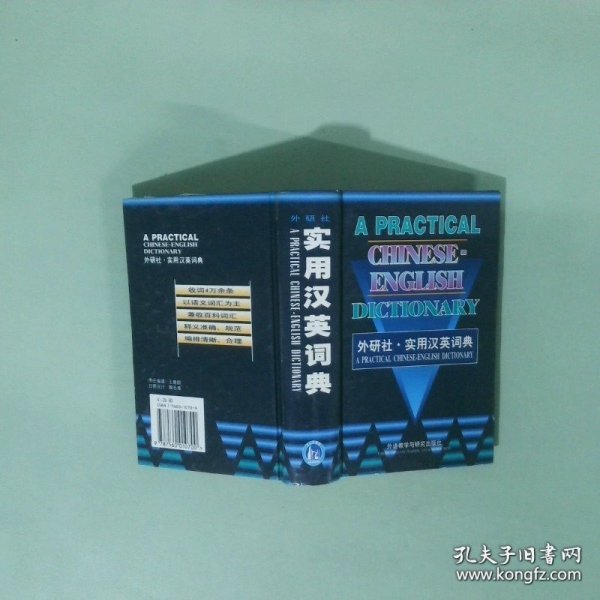 A PRACTICAL
CHINESE-ENGLISH
DICTIONARY
外研社·实用汉英词典
收词4万余条
以语文词汇为主
兼收百科词汇
释义准确、规范
编排清晰、合理
外研社
实用汉英词典
A PRACTICAL CHINESE-ENGLISH DICTIONARY
A PRACTICAL
CHINESE-
ENGLISH
DICTIONARY
外研社·实用汉英词典
A PRACTICAL CHINESE-ENGLISH DICTIONARY
外语教学与研究出版社
孔夫子旧书网
www.kongfz.com